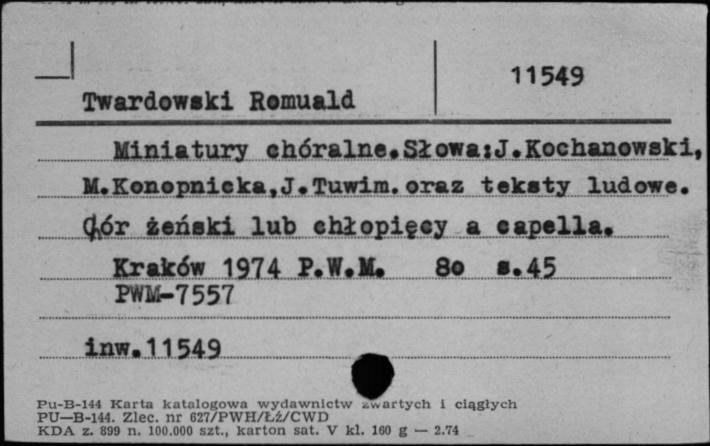 11549
Twardowski Romuald
Miniatury chóralne.Słowa:J.Kochanowski,
M.Konopnicka,J.Tuwim.oraz teksty ludowe.
Chór żeński lub chłopięcy a capella.
Kraków 1974 P.W.M. 8o s.45
PWM-7557
inw.11549
Pu-B-144 Karta katalogowa wydawnictw zwartych i ciągłych
PU—B-144. Zlec. nr 627/PWH/Łź/CWD
KDA z. 899 n. 100.000 szt., karton sat. V kl. 160 g — 2.74